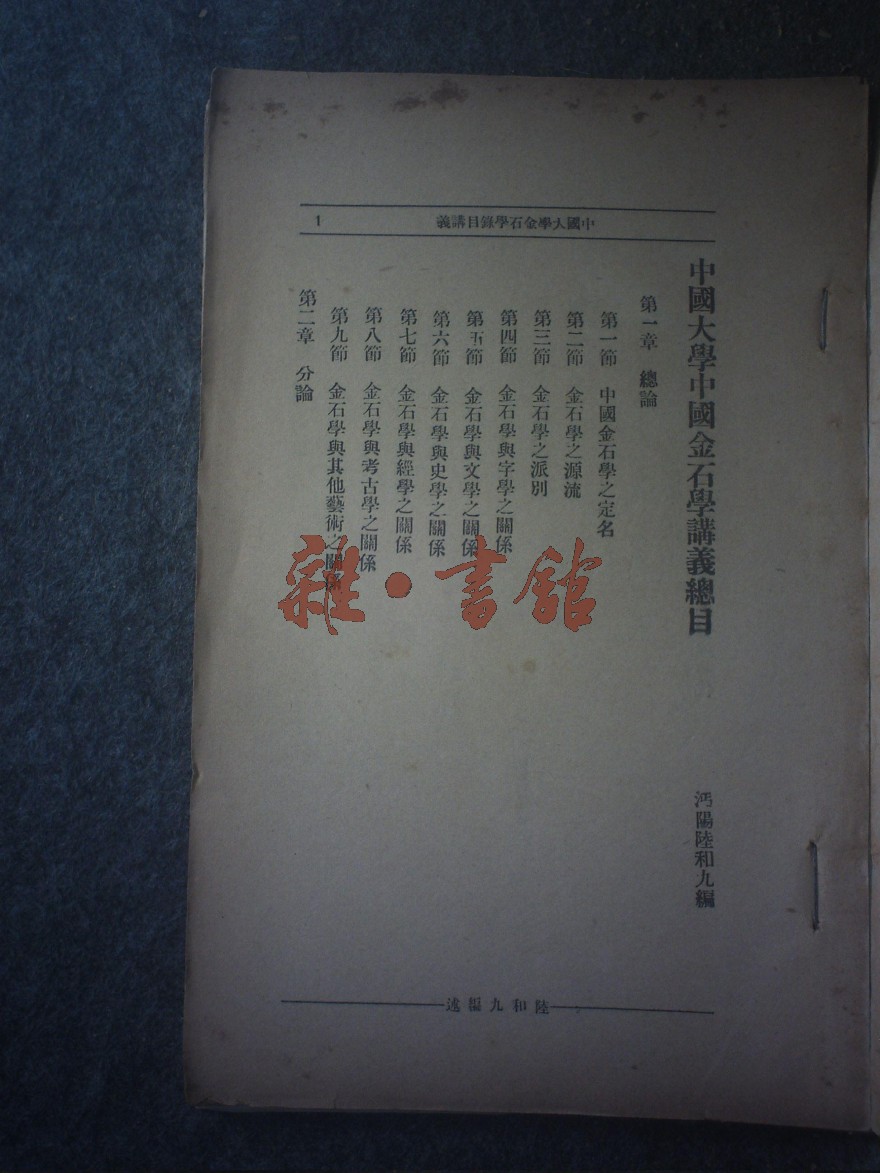 中國大學金石學錄目講義
1
中國大學中國金石學講義總目
沔陽陸和九編
第一章　總論
第一節　中國金石學之定名
第二節　金石學之源流
第三節　金石學之派別
第四節　金石學與字學之關係
第五節　金石學與文學之關係
第六節　金石學與史學之關係
第七節　金石學與經學之關係
第八節　金石學與考古學之關係
第九節　金石學與其他藝術之關係
第二章　分論
陸和九編述
雜·書館